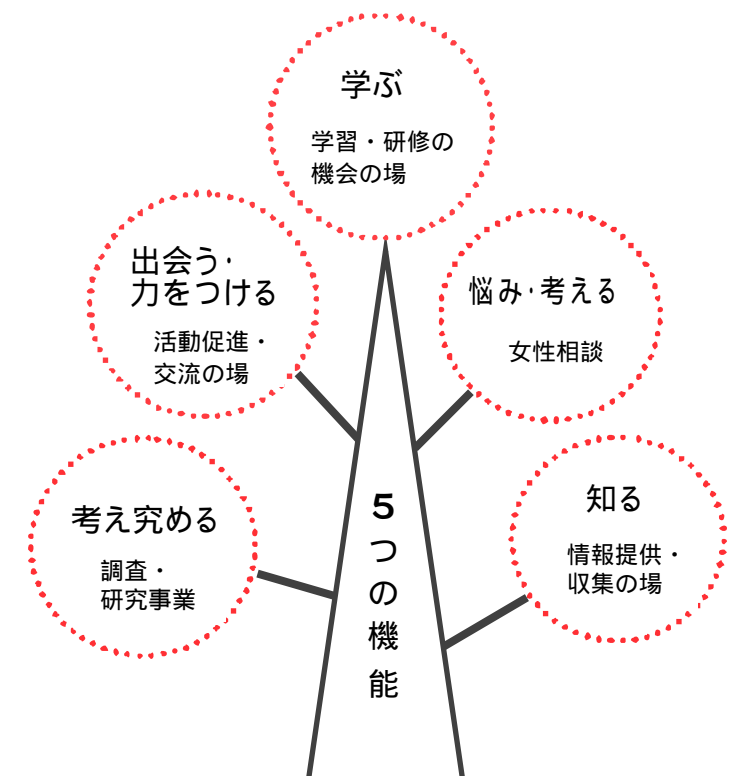 学ぶ
学習・研修の
機会の場
出会う・
力をつける
活動促進・
交流の場
悩み・考える
女性相談
考え究める
調査・
研究事業
知る
情報提供・
収集の場
5つの機能